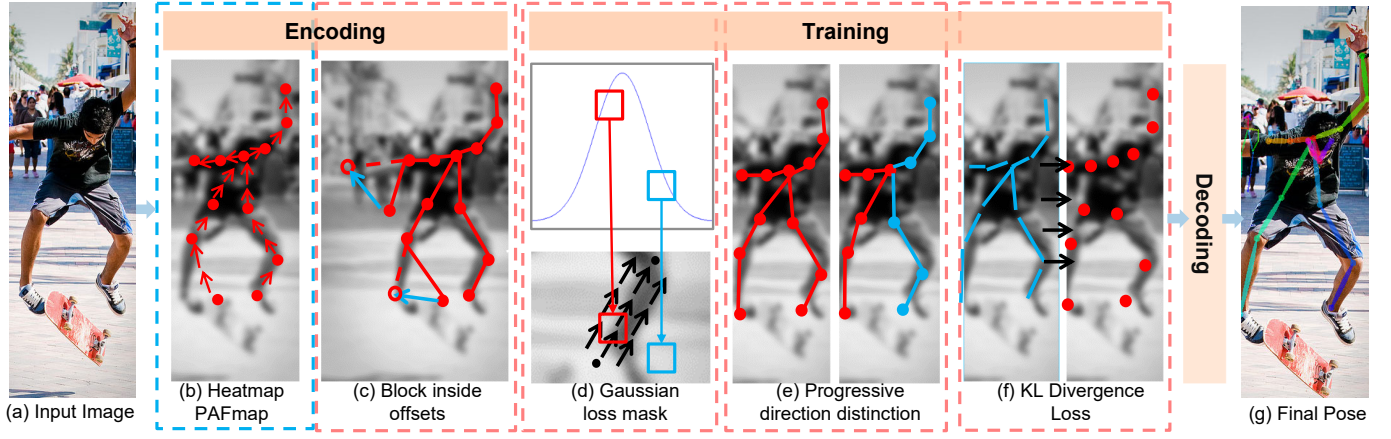 Encoding
Training
Decoding
(a) Input Image
(b) Heatmap
PAFmap
(c) Block inside
offsets
(d) Gaussian
loss mask
(e) Progressive
direction distinction
(f) KL Divergence
Loss
(g) Final Pose